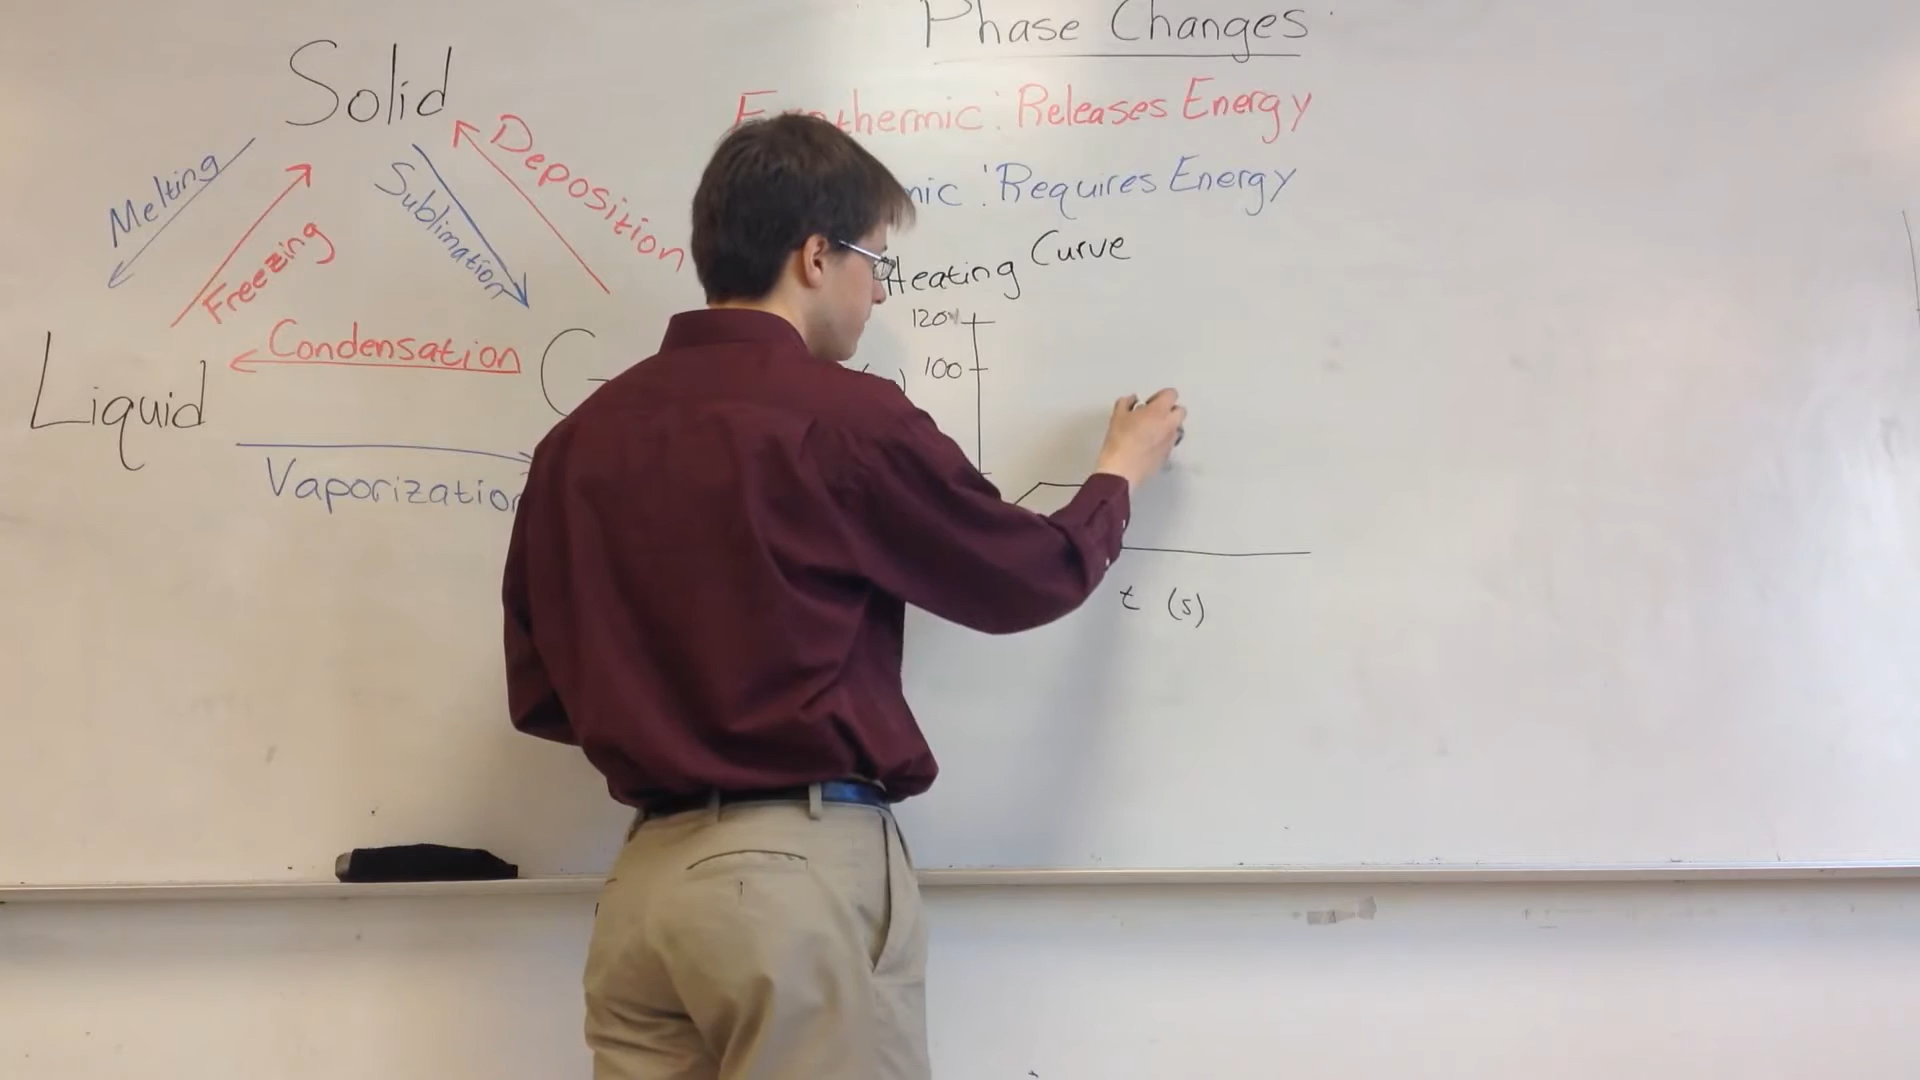 Phase Changes
Solid
Releases Energy
Requires Energy
Melting
Freezing
Sublimation
Deposition
Heating Curve
Liquid
Condensation
Vaporization
120
100
t (s)